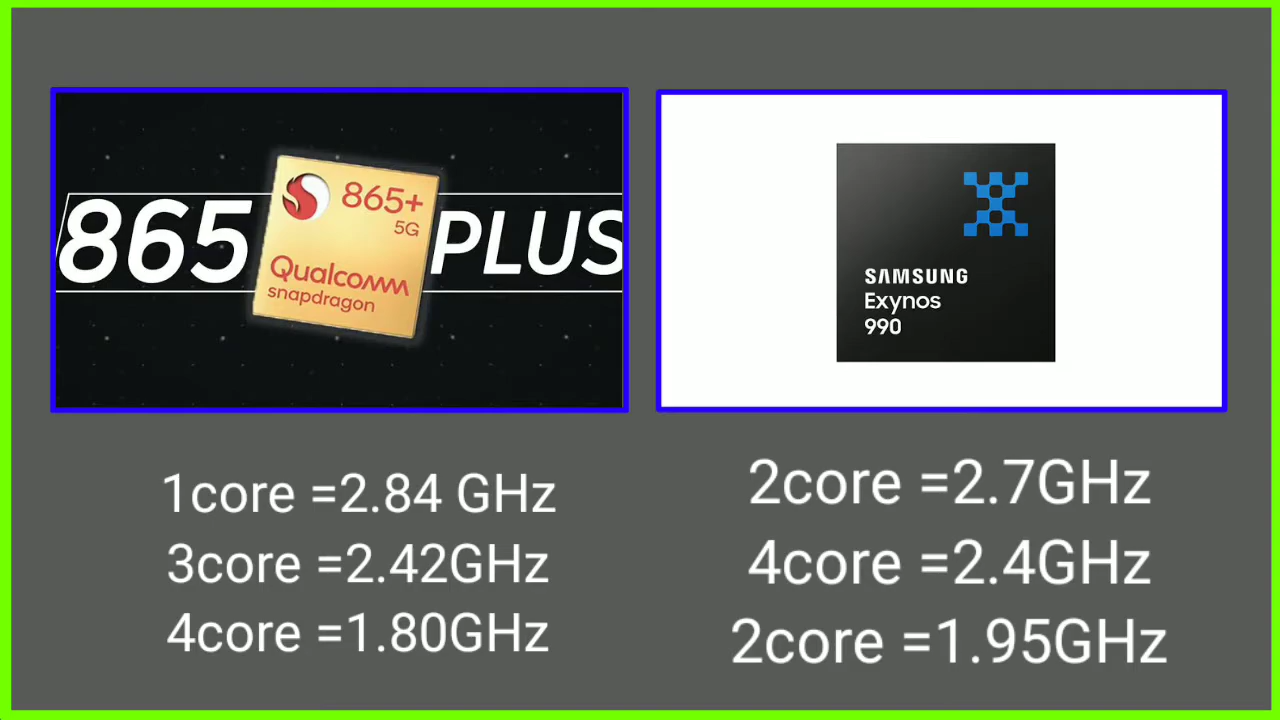 865 PLUS
865+
5G
Qualcomm
snapdragon
SAMSUNG
Exynos
990
1core =2.84 GHz
3core =2.42GHz
4core =1.80GHz
2core =2.7GHz
4core =2.4GHz
2core =1.95GHz